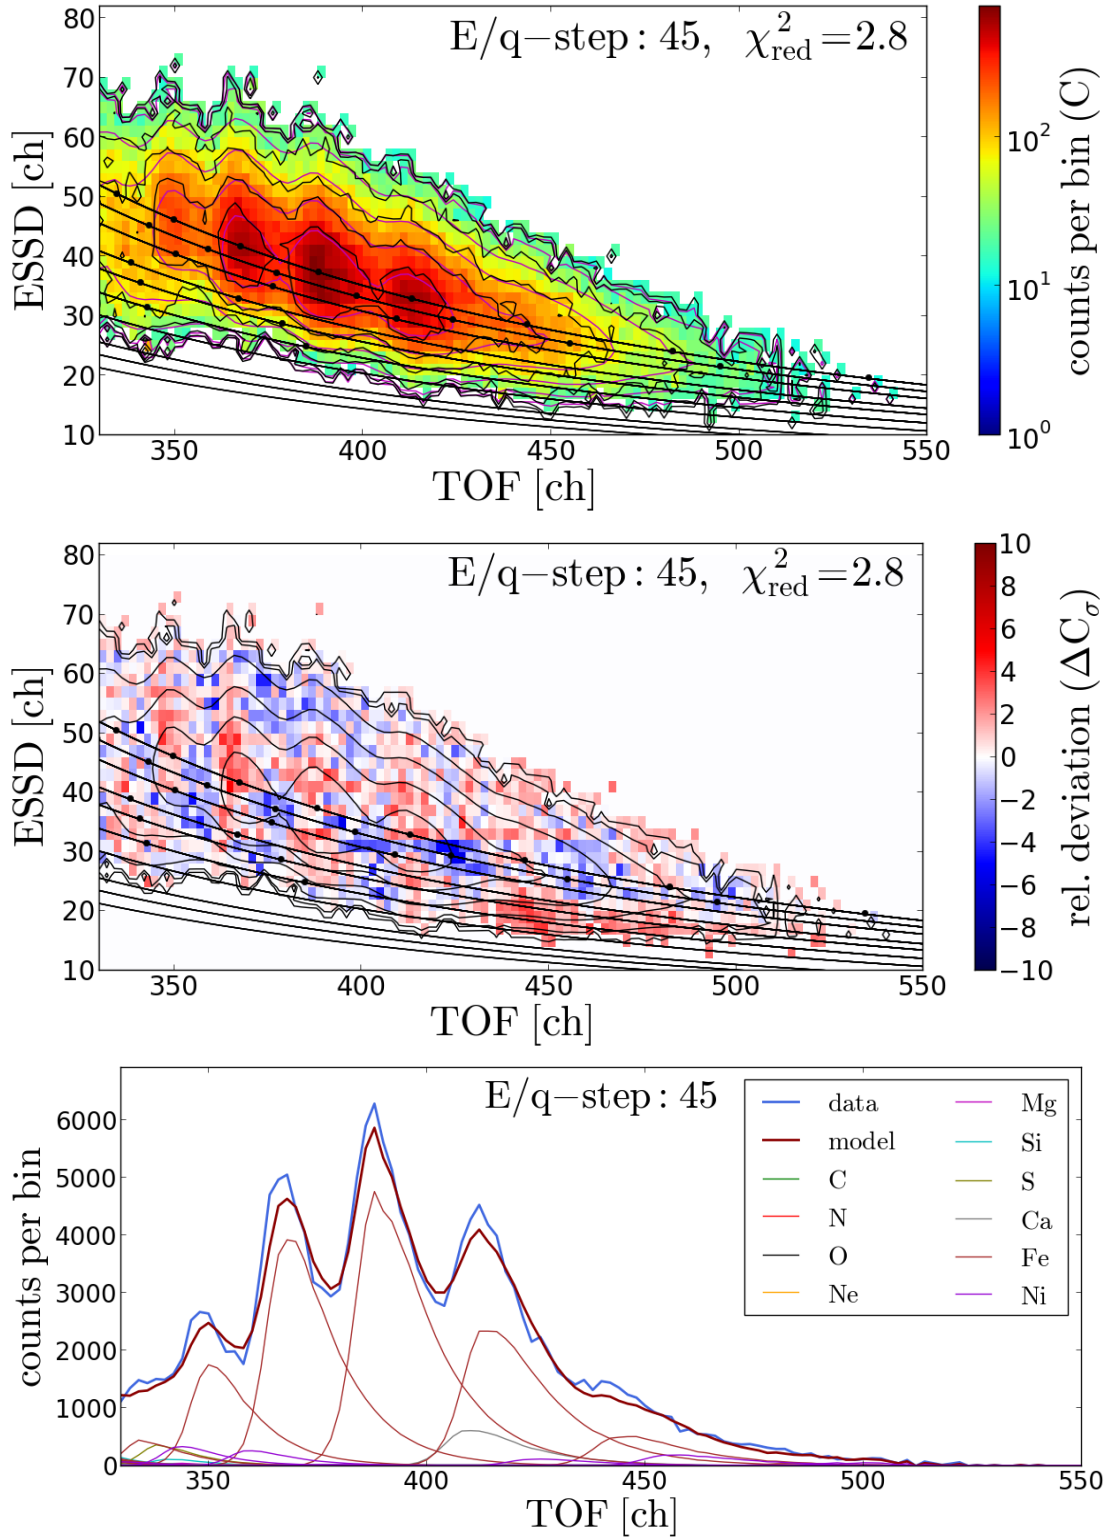 E/q−step: 45, χ²red=2.8
ESSD [ch]
80
70
60
50
40
30
20
10
350
400
450
500
550
TOF [ch]
10²
10¹
10⁰
counts per bin (C)
E/q−step: 45, χ²red=2.8
ESSD [ch]
80
70
60
50
40
30
20
10
350
400
450
500
550
TOF [ch]
10
8
6
4
2
0
−2
−4
−6
−8
−10
rel. deviation (ΔCσ)
E/q−step: 45
counts per bin
6000
5000
4000
3000
2000
1000
0
350
400
450
500
550
TOF [ch]
data
model
C
N
O
Ne
Mg
Si
S
Ca
Fe
Ni